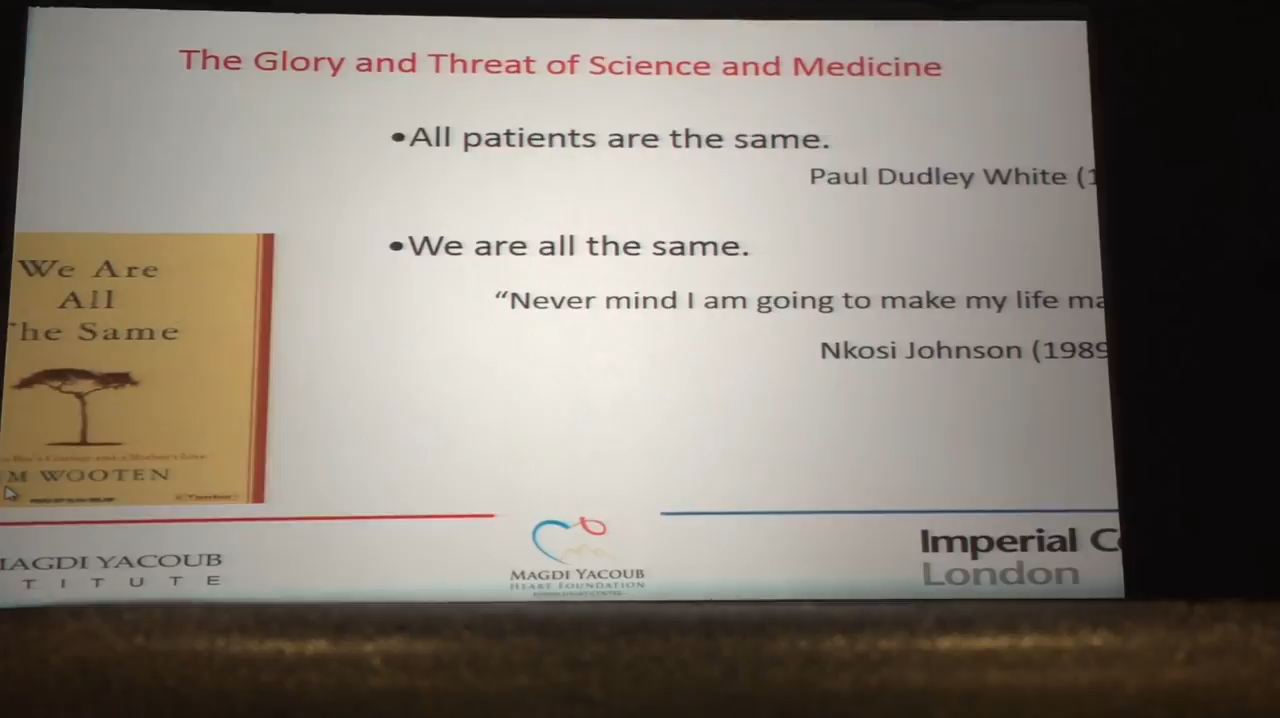 The Glory and Threat of Science and Medicine
•All patients are the same.
Paul Dudley White (1
•We are all the same.
“Never mind I am going to make my life ma
Nkosi Johnson (1989
We Are
All
he Same
M WOOTEN
MAGDI YACOUB
T I T U T E
MAGDI YACOUB
HEART FOUNDATION
Imperial C
London